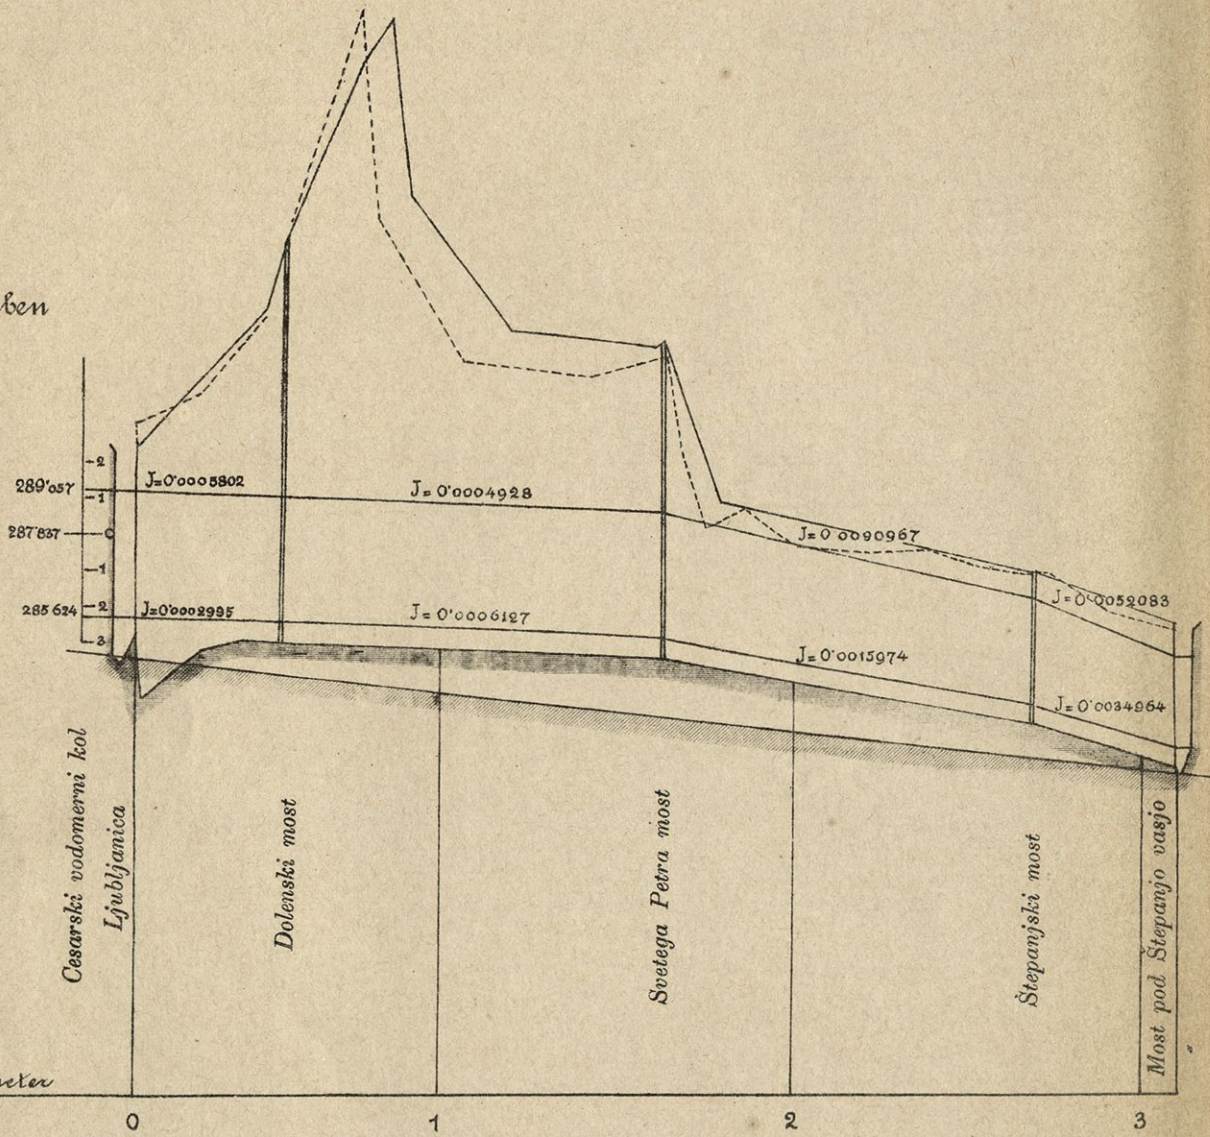 ben
2
289·057
J=0·0005802
1
J=0·0004928
287·837
0
J=0·0090967
1
285·624
2
J=0·0002995
J=0·0006127
J=0·0052083
3
J=0·0015974
J=0·0034964
Cesarski vodomerni kol
Ljubljanica
Dolenski most
Svetega Petra most
Štepanjski most
Most pod Štepanjo vasjo
0
1
2
3